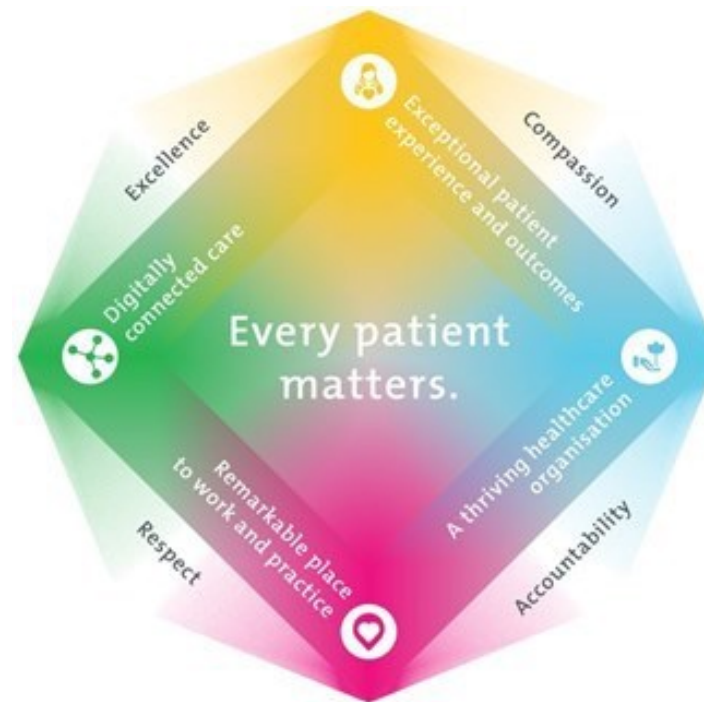 Excellence
Compassion
Exceptional patient
experience and outcomes
Digitally
connected care
Every patient
matters.
Remarkable place
to work and practice
A thriving healthcare
organisation
Respect
Accountability